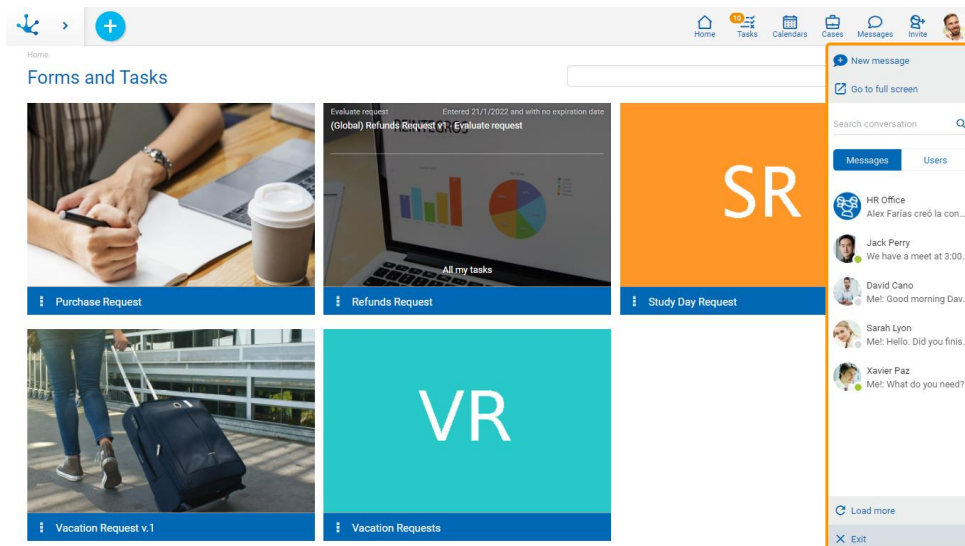 10
Home
Tasks
Calendars
Cases
Messages
Invite
Home
Forms and Tasks
New message
Go to full screen
Search conversation
Messages
Users
HR Office
Alex Farías creó la con...
Jack Perry
We have a meet at 3:00.
David Cano
Me!: Good morning Dav.
Sarah Lyon
Me!: Hello. Did you finis.
Xavier Paz
Me!: What do you need?
Load more
Exit
Purchase Request
Evaluate request
Entered 21/1/2022 and with no expiration date
(Global) Refunds Request v1 - Evaluate request
REINTEGROS
All my tasks
Refunds Request
SR
Study Day Request
Vacation Request v.1
VR
Vacation Requests